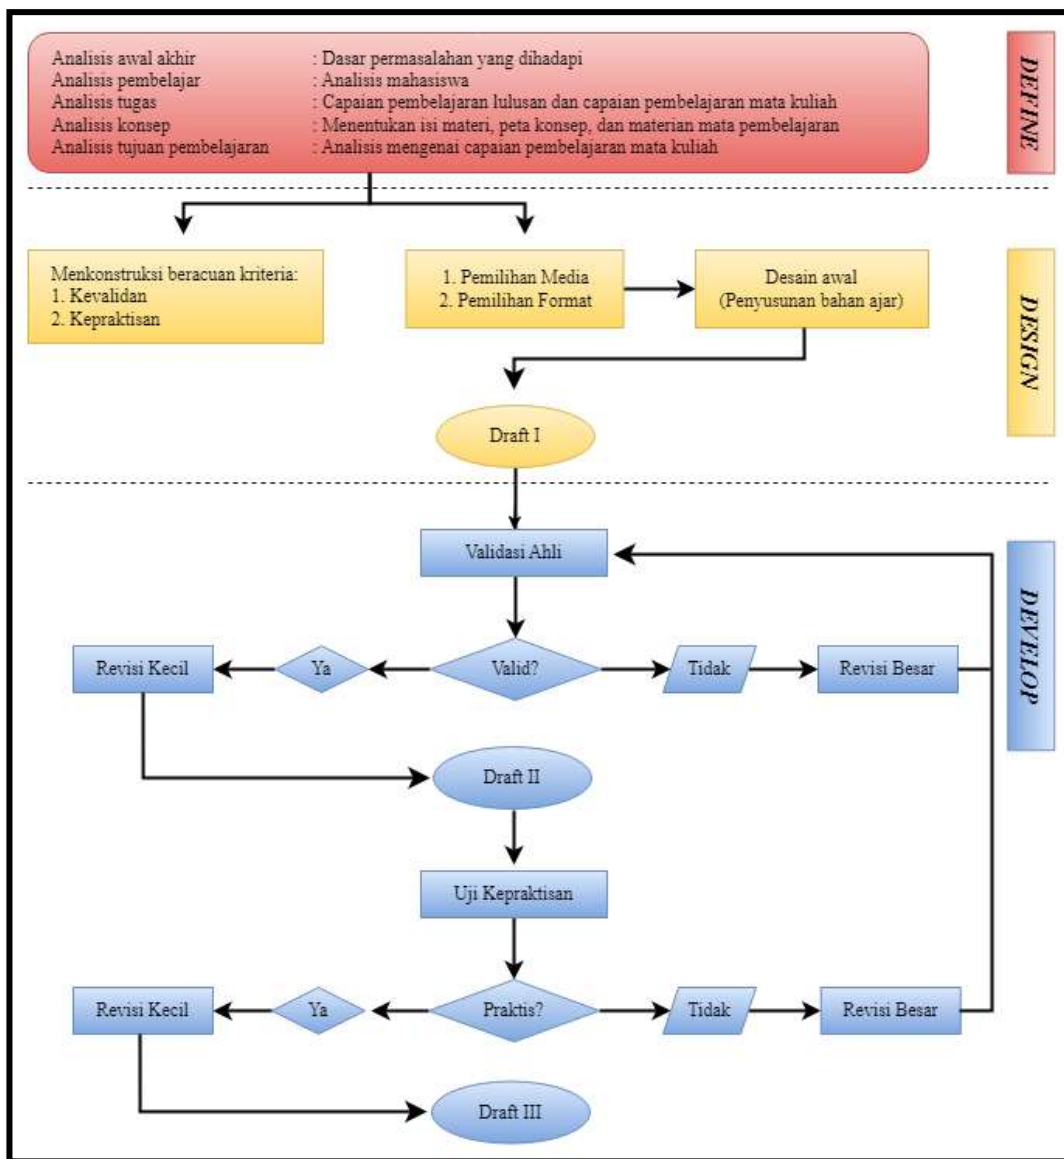 Analisis awal akhir : Dasar permasalahan yang dihadapi
Analisis pembelajar : Analisis mahasiswa
Analisis tugas : Capaian pembelajaran lulusan dan capaian pembelajaran mata kuliah
Analisis konsep : Menentukan isi materi, peta konsep, dan materian mata pembelajaran
Analisis tujuan pembelajaran : Analisis mengenai capaian pembelajaran mata kuliah
DEFINE
Menkonstruksi beracuan kriteria:
1. Kevalidan
2. Kepraktisan
1. Pemilihan Media
2. Pemilihan Format
Desain awal
(Penyusunan bahan ajar)
DESIGN
Draft I
Validasi Ahli
DEVELOP
Revisi Kecil
Ya
Valid?
Tidak
Revisi Besar
Draft II
Uji Kepraktisan
Revisi Kecil
Ya
Praktis?
Tidak
Revisi Besar
Draft III